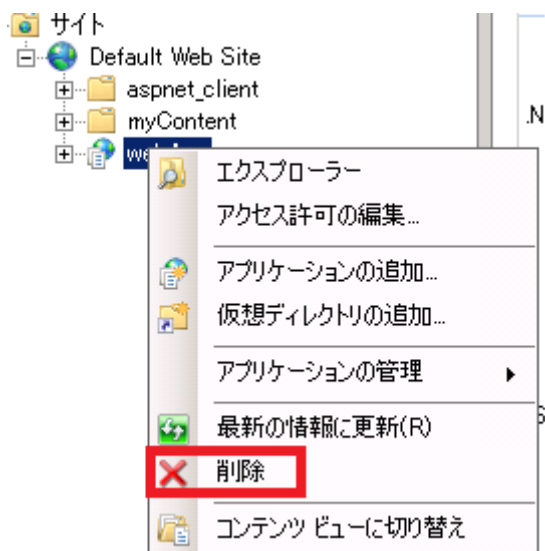 サイト
Default Web Site
aspnet_client
myContent
.N
エクスプローラー
アクセス許可の編集...
アプリケーションの追加...
仮想ディレクトリの追加...
アプリケーションの管理
最新の情報に更新(R)
削除
コンテンツ ビューに切り替え